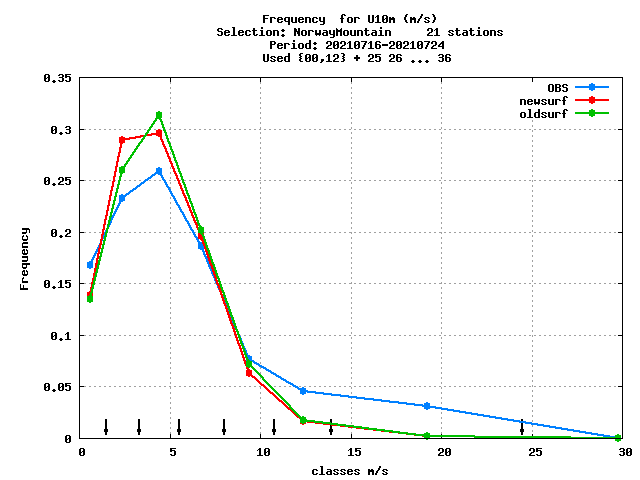 Frequency  for U10m (m/s)
Selection: NorwayMountain     21 stations
Period: 20210716-20210724
Used {00,12} + 25 26 ... 36
OBS
newsurf
oldsurf
0.35
0.3
0.25
0.2
0.15
0.1
0.05
0
Frequency
0 5 10 15 20 25 30
classes m/s